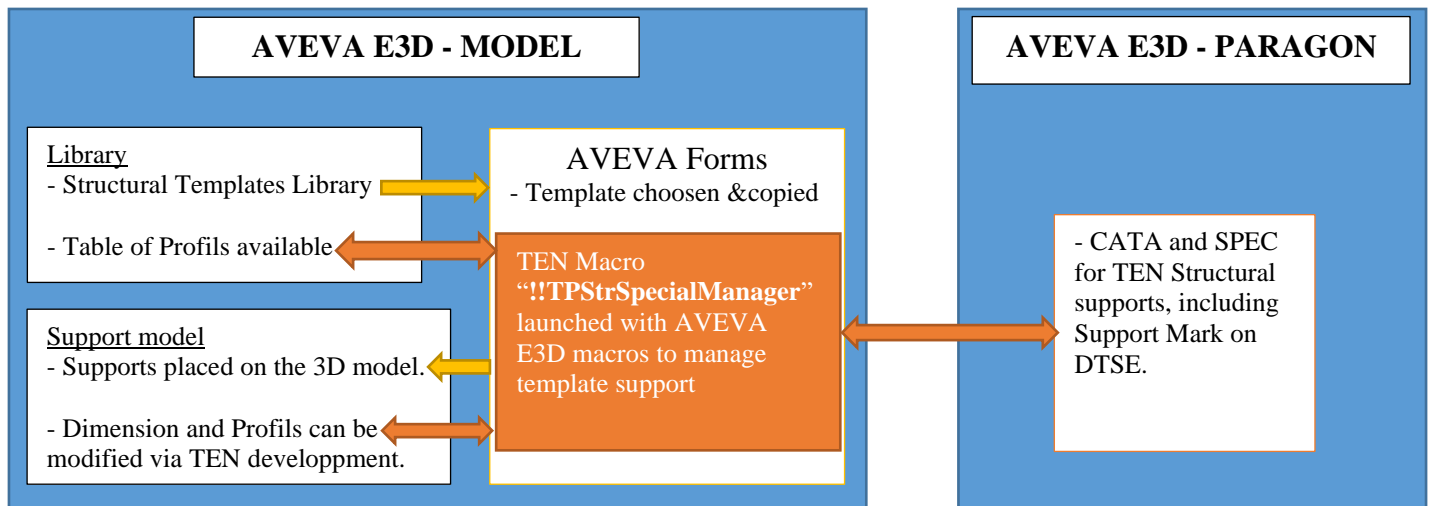 AVEVA E3D - MODEL
AVEVA E3D - PARAGON
Library
- Structural Templates Library
- Table of Profils available
AVEVA Forms
- Template choosen &copied
TEN Macro
“!!TPStrSpecialManager”
launched with AVEVA
E3D macros to manage
template support
Support model
- Supports placed on the 3D model.
- Dimension and Profils can be
modified via TEN developpment.
- CATA and SPEC
for TEN Structural
supports, including
Support Mark on
DTSE.